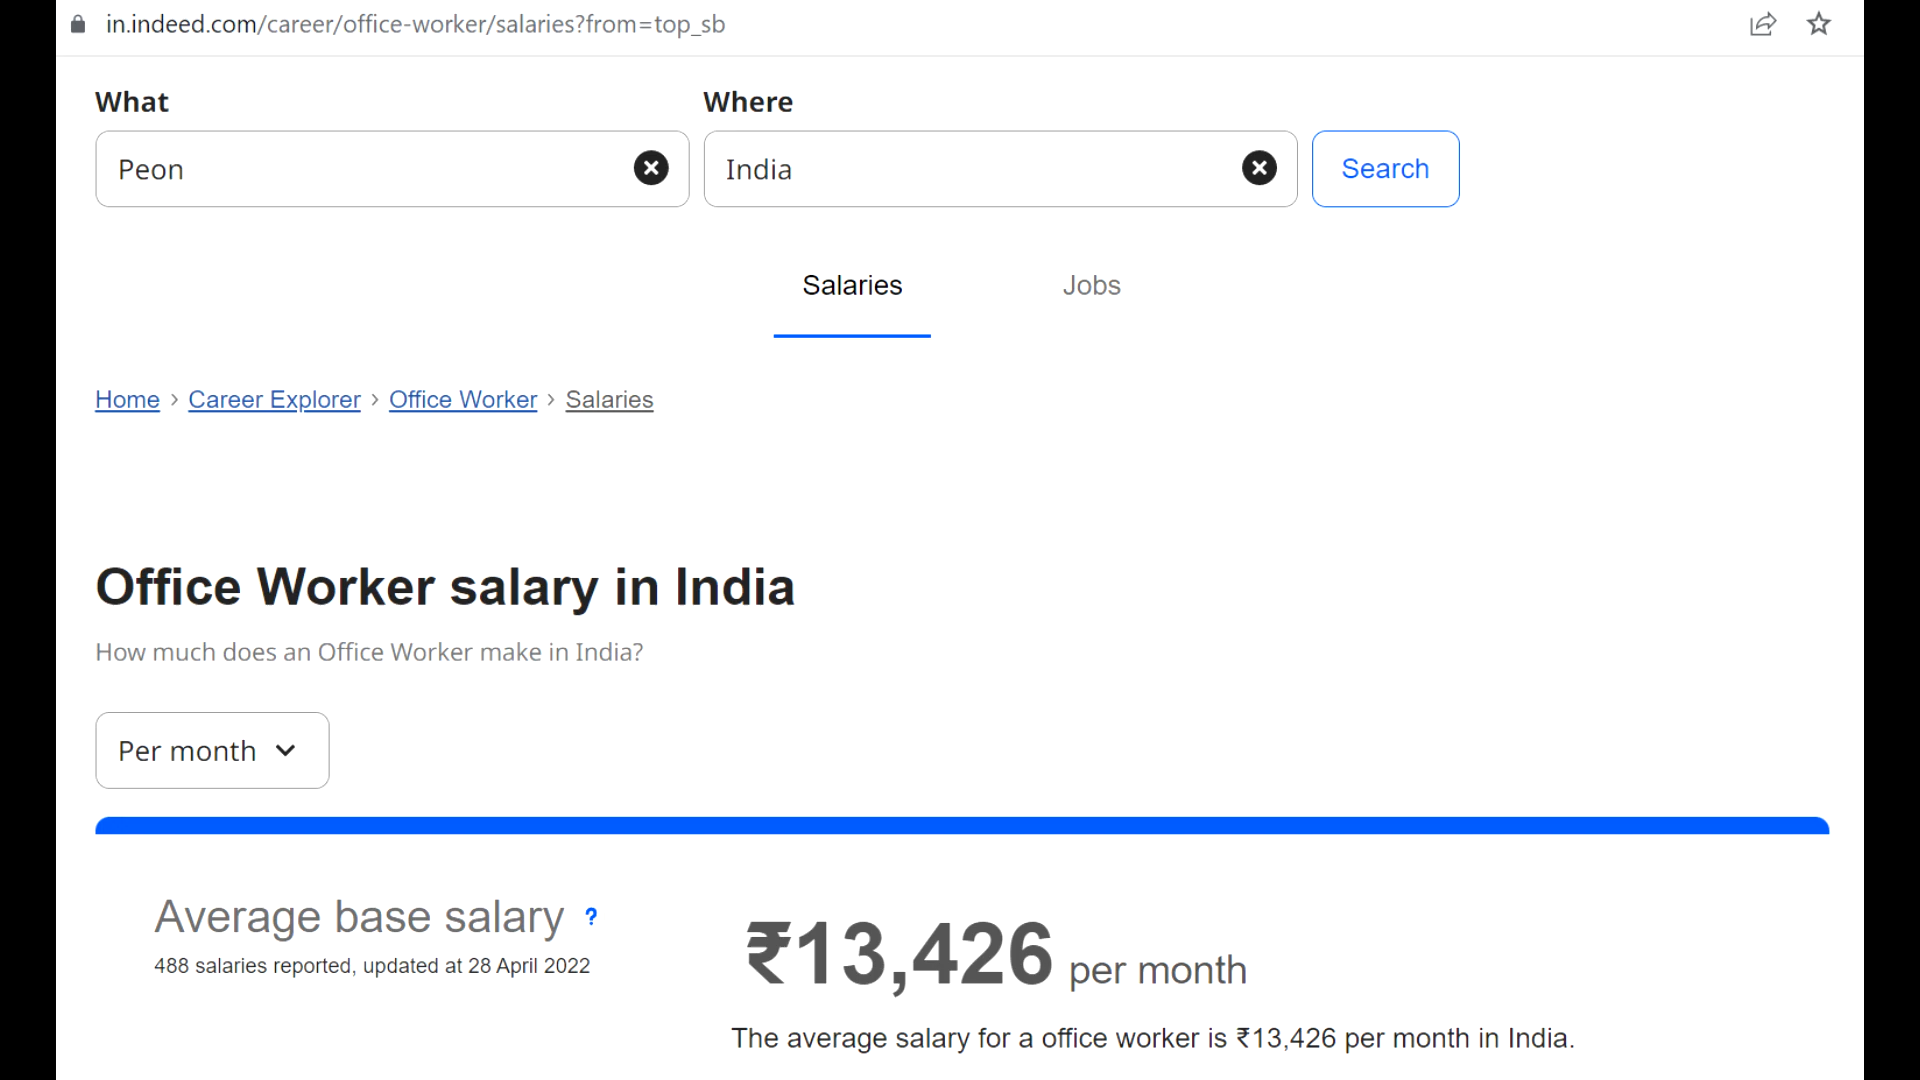 in.indeed.com/career/office-worker/salaries?from=top_sb
What Where
Peon India Search
Salaries Jobs
Home > Career Explorer > Office Worker > Salaries
Office Worker salary in India
How much does an Office Worker make in India?
Per month
Average base salary ?
488 salaries reported, updated at 28 April 2022
₹13,426 per month
The average salary for a office worker is ₹13,426 per month in India.